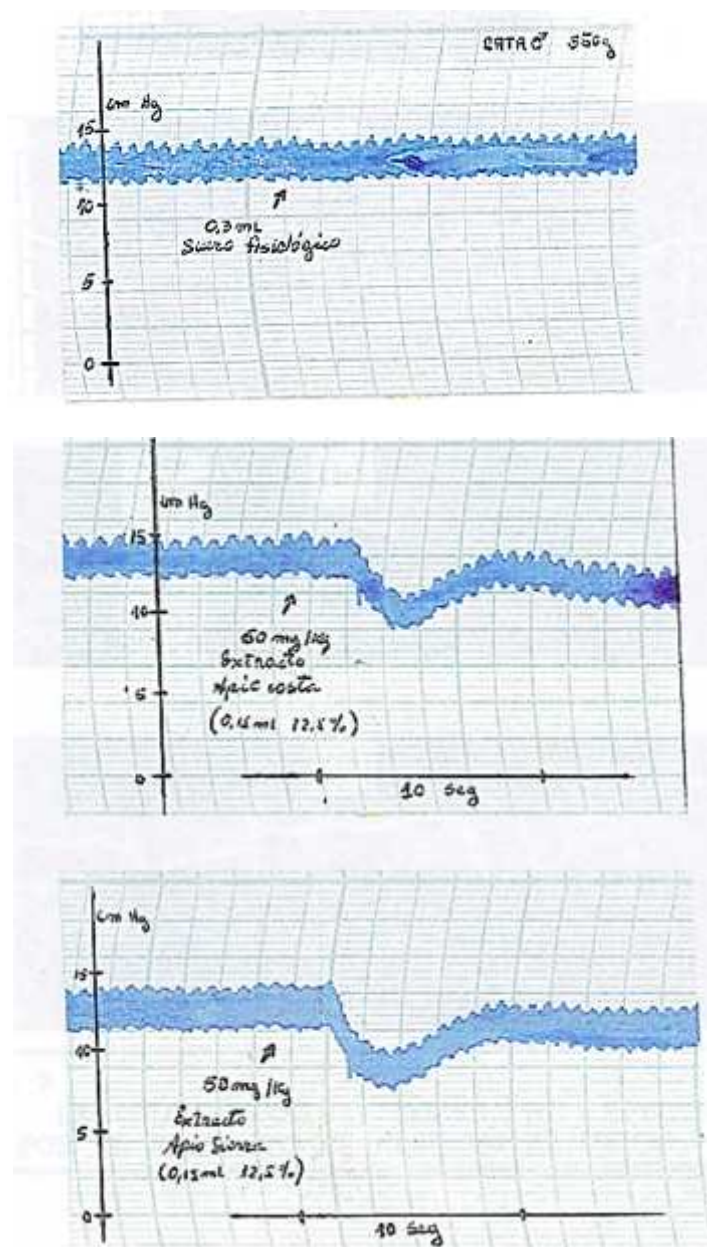 RATA ♂ 350g
cm Hg
15
10
5
0
0,3 mL
Suero fisiológico
cm Hg
15
10
5
0
50 mg/Kg
Extracto
Apio costa
(0,15 ml 12,5%)
10 seg
cm Hg
15
10
5
0
50 mg/Kg
Extracto
Apio Sierra
(0,15 ml 12,5%)
10 seg